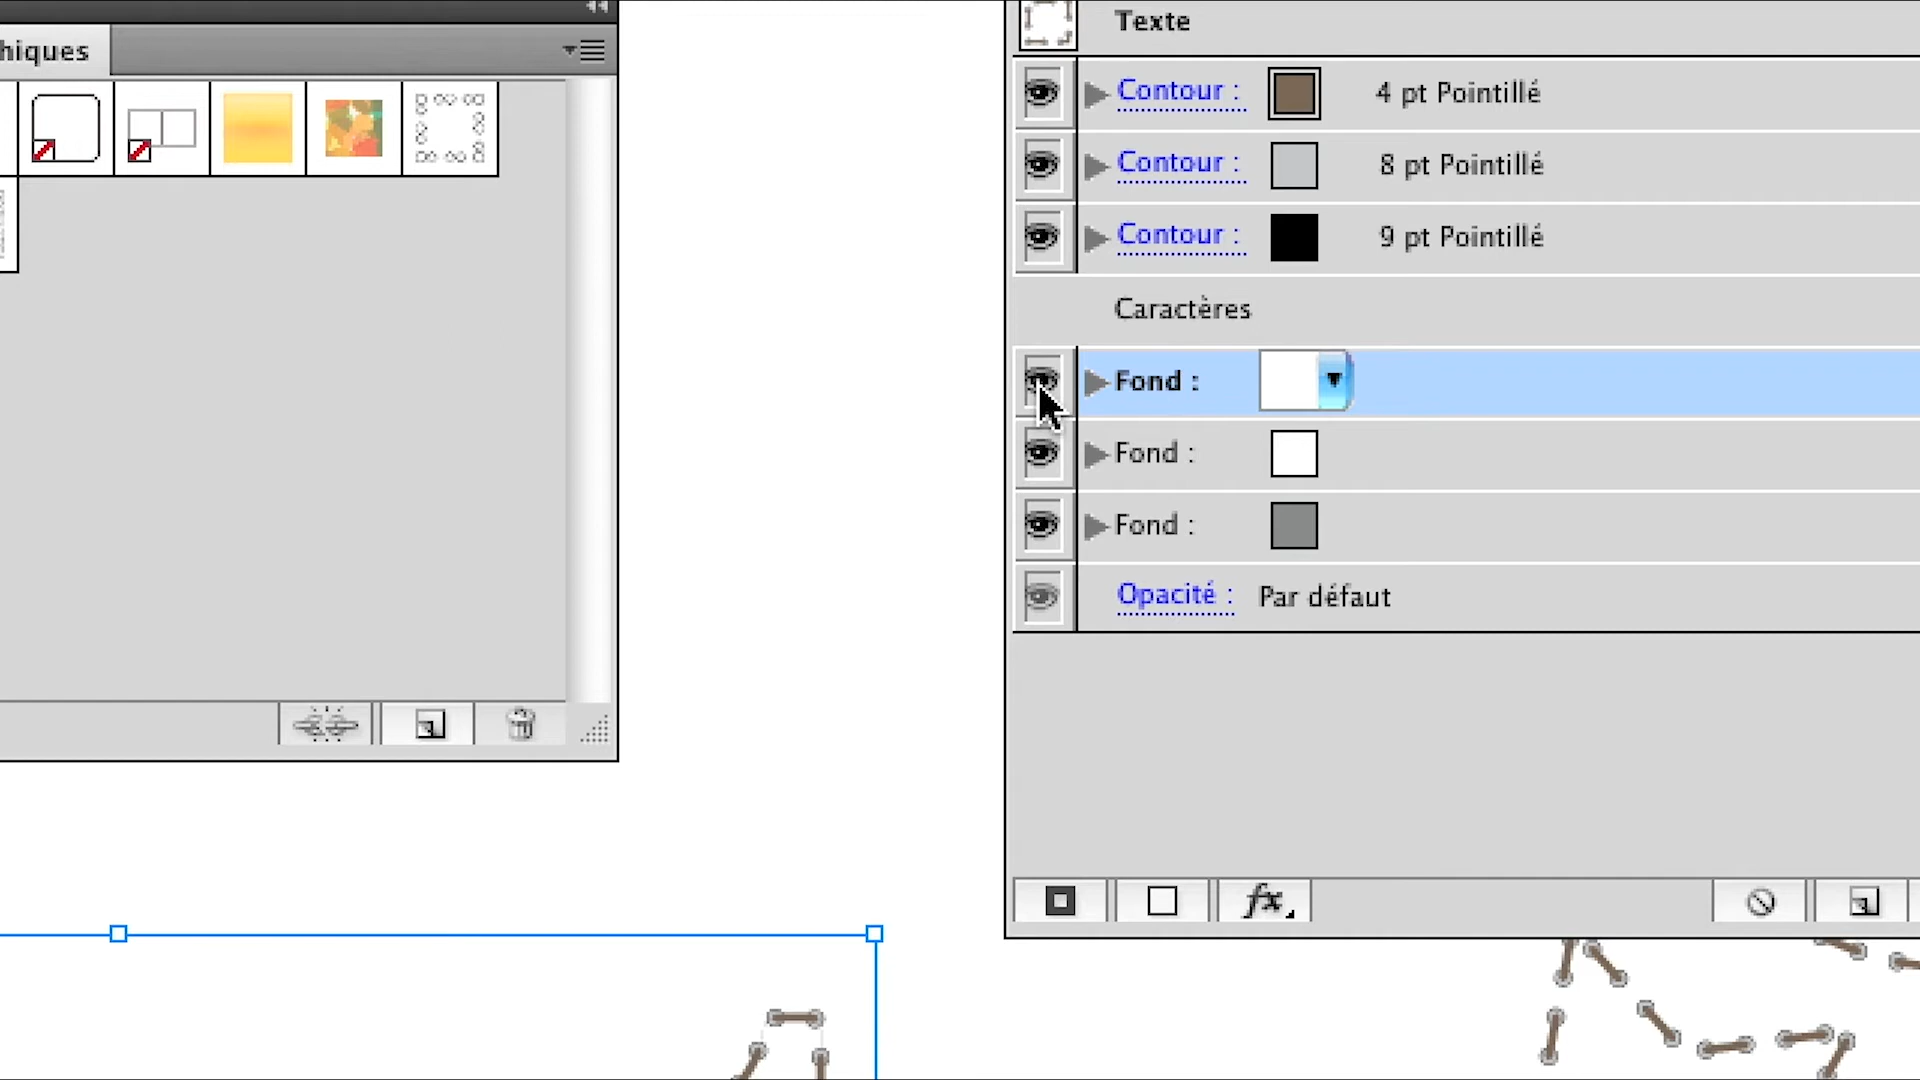 hiques
Texte
Contour : 4 pt Pointillé
Contour : 8 pt Pointillé
Contour : 9 pt Pointillé
Caractères
Fond :
Fond :
Fond :
Opacité : Par défaut
fx